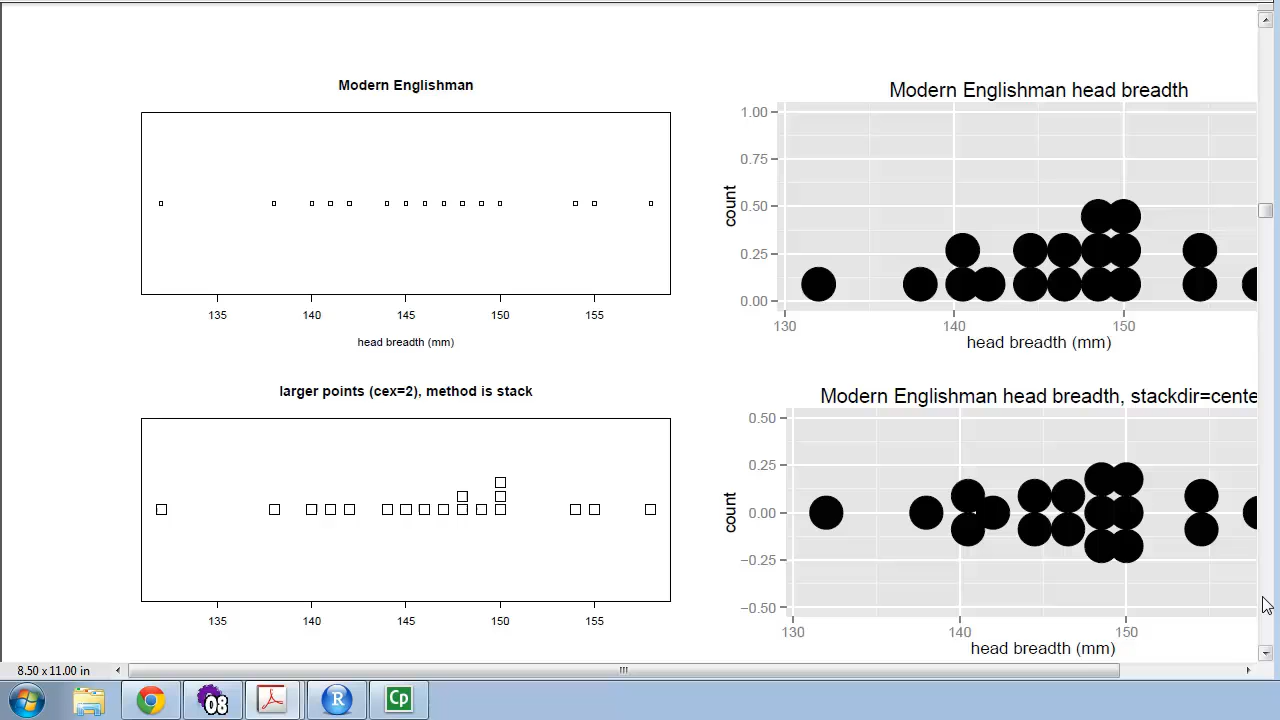 Modern Englishman
135 140 145 150 155
head breadth (mm)
Modern Englishman head breadth
1.00
0.75
0.50
0.25
0.00
count
130 140 150
head breadth (mm)
larger points (cex=2), method is stack
135 140 145 150 155
Modern Englishman head breadth, stackdir=cente
0.50
0.25
0.00
−0.25
−0.50
count
130 140 150
head breadth (mm)
8.50 x 11.00 in
08
R
Cp